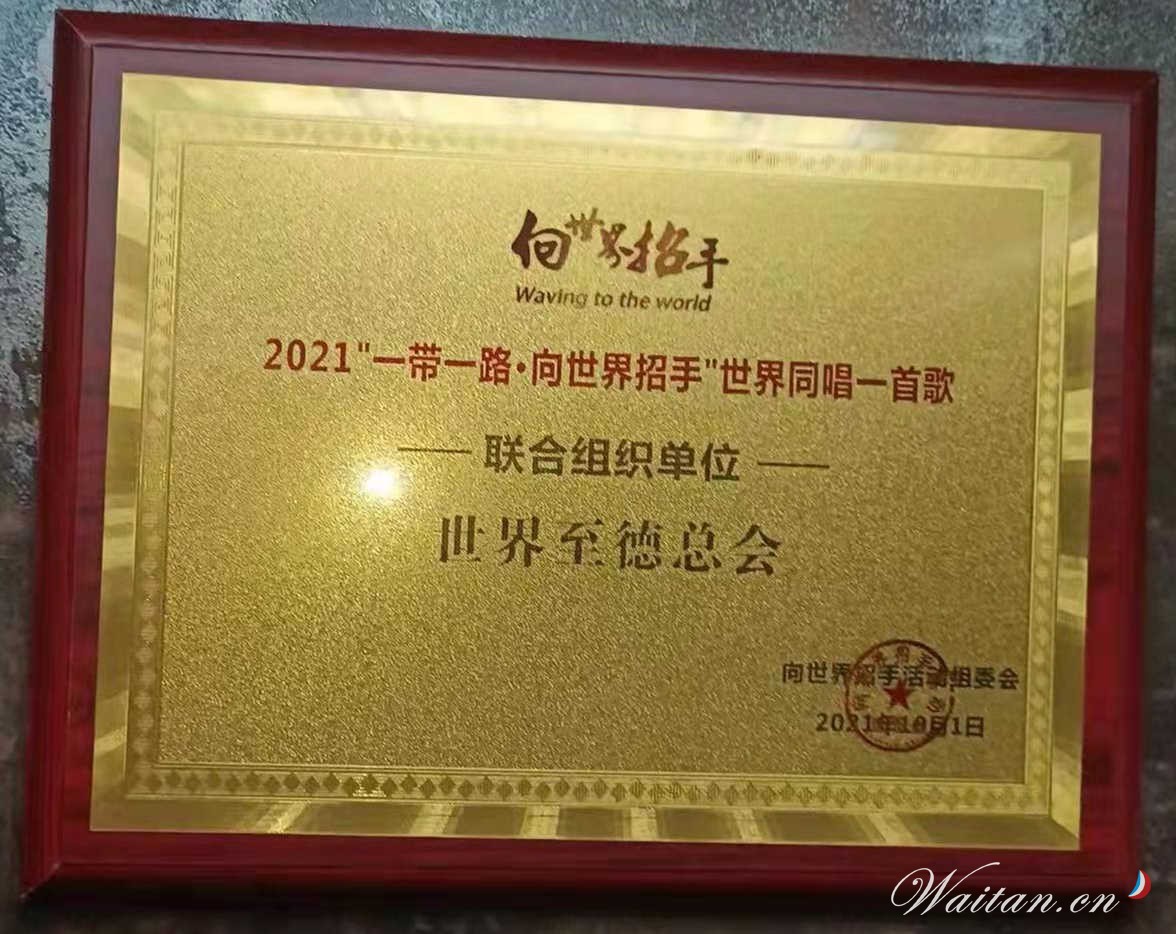 向世界招手
Waving to the world
2021"一带一路·向世界招手"世界同唱一首歌
联合组织单位
世界至德总会
向世界招手活动组委会
2021年10月1日
Waitan.cn